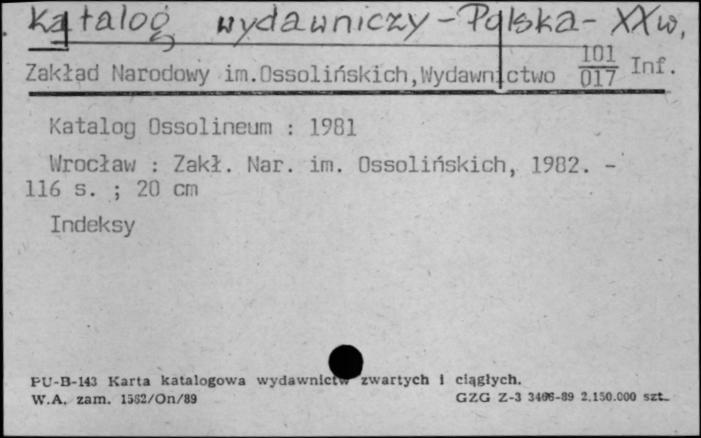 Katalog wydawniczy - Polska - XX w.
Zakład Narodowy im.Ossolińskich,Wydawnictwo 101/017 Inf.
Katalog Ossolineum : 1981
Wrocław : Zakł. Nar. im. Ossolińskich, 1982. -
116 s. ; 20 cm
Indeksy
PU-B-143 Karta katalogowa wydawnictw zwartych i ciągłych.
W.A. zam. 1582/On/89 GZG Z-3 3466-89 2.150.000 szt.